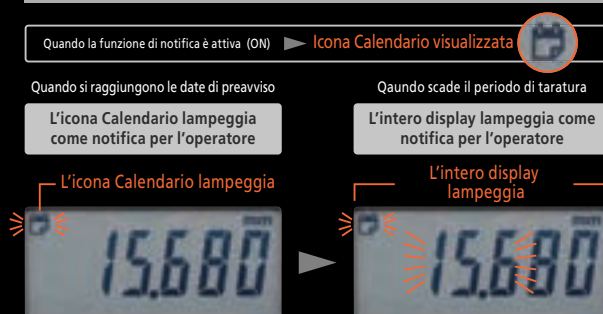 Quando la funzione di notifica è attiva (ON)
Icona Calendario visualizzata
Quando si raggiungono le date di preavviso
L'icona Calendario lampeggia
come notifica per l'operatore
L'icona Calendario lampeggia
mm
15.680
Qaundo scade il periodo di taratura
L'intero display lampeggia come
notifica per l'operatore
L'intero display
lampeggia
mm
15.680